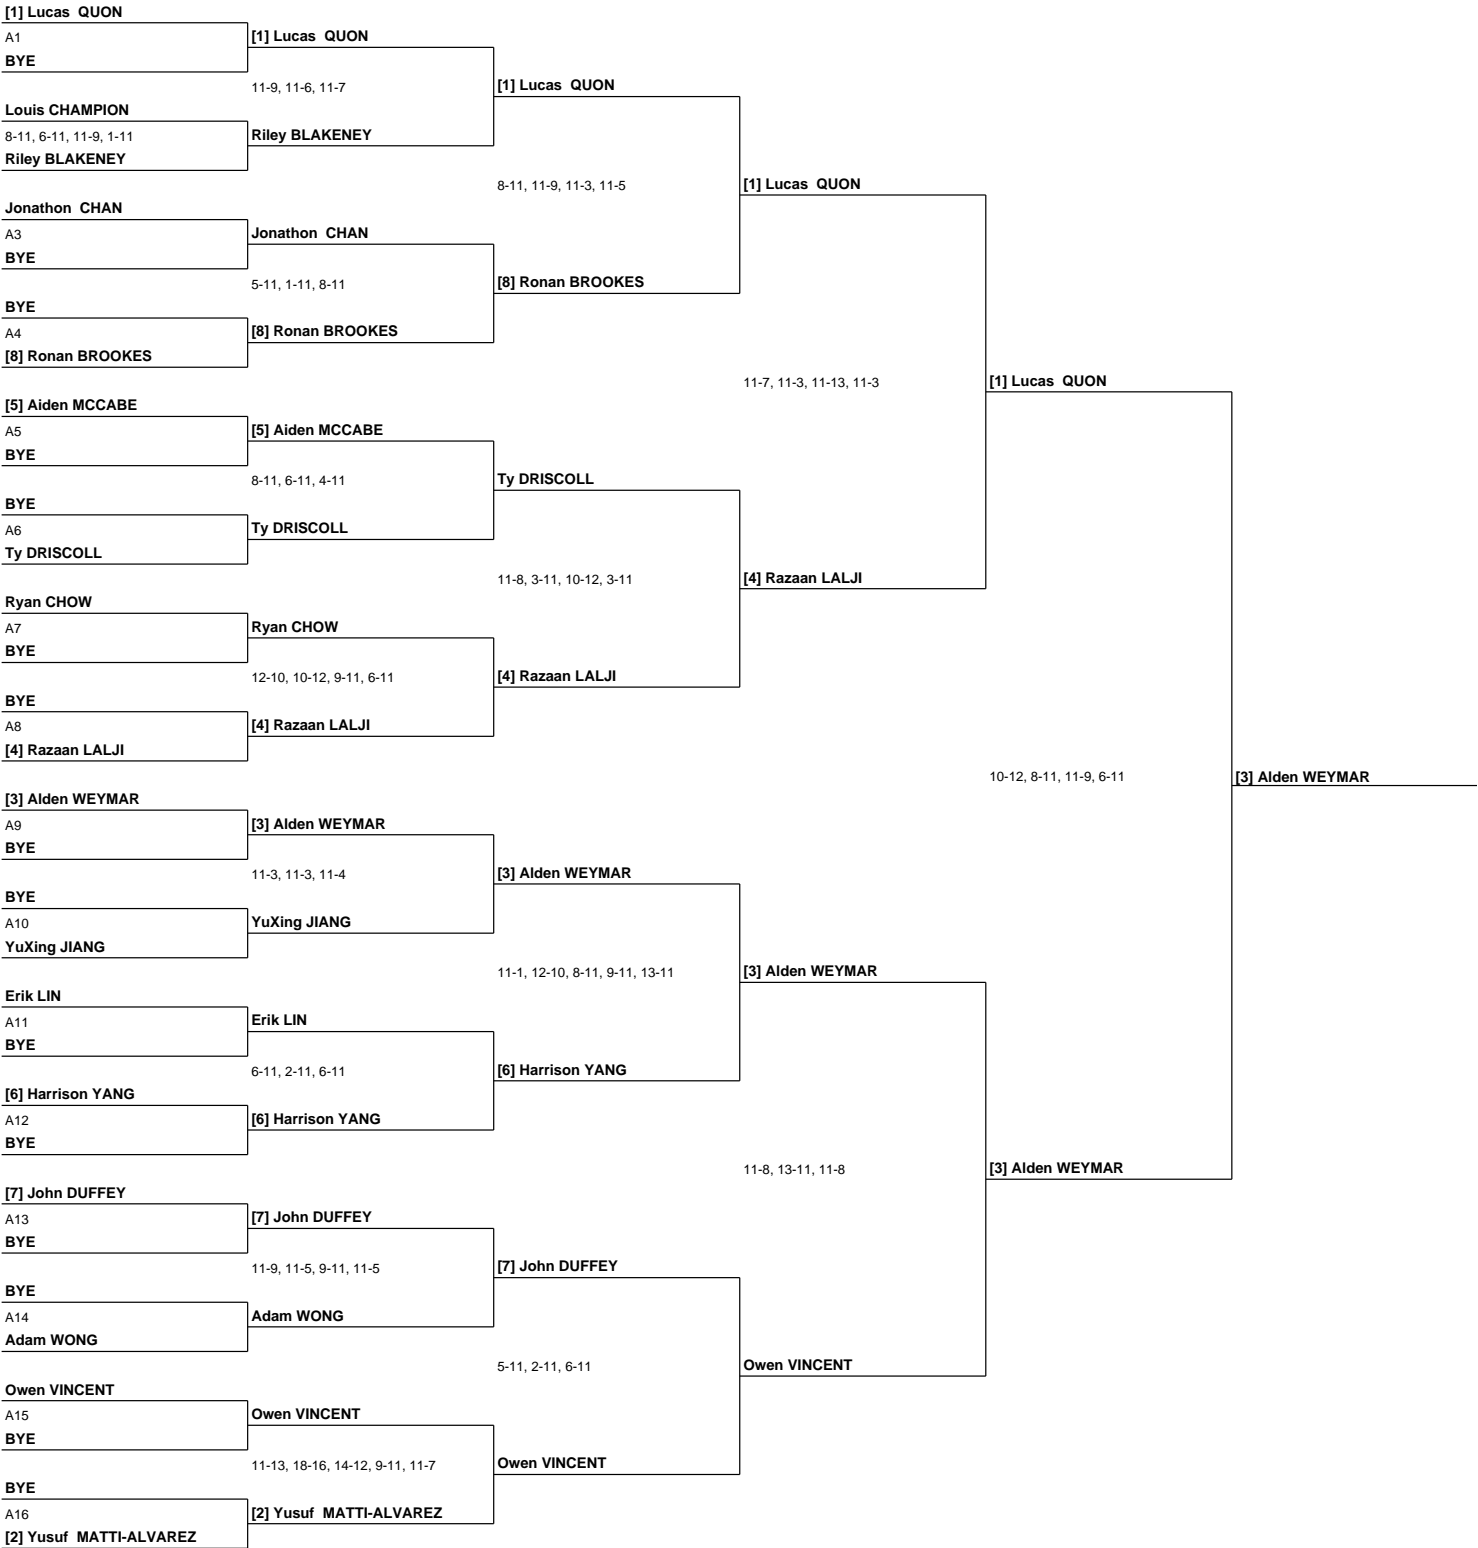 [1] Lucas  QUON
A1
[1] Lucas  QUON
BYE
11-9, 11-6, 11-7
[1] Lucas  QUON
Louis CHAMPION
8-11, 6-11, 11-9, 1-11
Riley BLAKENEY
Riley BLAKENEY
8-11, 11-9, 11-3, 11-5
[1] Lucas  QUON
Jonathon  CHAN
A3
Jonathon  CHAN
BYE
5-11, 1-11, 8-11
[8] Ronan BROOKES
BYE
A4
[8] Ronan BROOKES
[8] Ronan BROOKES
11-7, 11-3, 11-13, 11-3
[1] Lucas  QUON
[5] Aiden MCCABE
A5
[5] Aiden MCCABE
BYE
8-11, 6-11, 4-11
Ty DRISCOLL
BYE
A6
Ty DRISCOLL
Ty DRISCOLL
11-8, 3-11, 10-12, 3-11
[4] Razaan LALJI
Ryan CHOW
A7
Ryan CHOW
BYE
12-10, 10-12, 9-11, 6-11
[4] Razaan LALJI
BYE
A8
[4] Razaan LALJI
[4] Razaan LALJI
10-12, 8-11, 11-9, 6-11
[3] Alden WEYMAR
[3] Alden WEYMAR
A9
[3] Alden WEYMAR
BYE
11-3, 11-3, 11-4
[3] Alden WEYMAR
BYE
A10
YuXing JIANG
YuXing JIANG
11-1, 12-10, 8-11, 9-11, 13-11
[3] Alden WEYMAR
Erik LIN
A11
Erik LIN
BYE
6-11, 2-11, 6-11
[6] Harrison YANG
[6] Harrison YANG
A12
[6] Harrison YANG
BYE
11-8, 13-11, 11-8
[3] Alden WEYMAR
[7] John DUFFEY
A13
[7] John DUFFEY
BYE
11-9, 11-5, 9-11, 11-5
[7] John DUFFEY
BYE
A14
Adam WONG
Adam WONG
5-11, 2-11, 6-11
Owen VINCENT
Owen VINCENT
A15
Owen VINCENT
BYE
11-13, 18-16, 14-12, 9-11, 11-7
Owen VINCENT
BYE
A16
[2] Yusuf  MATTI-ALVAREZ
[2] Yusuf  MATTI-ALVAREZ